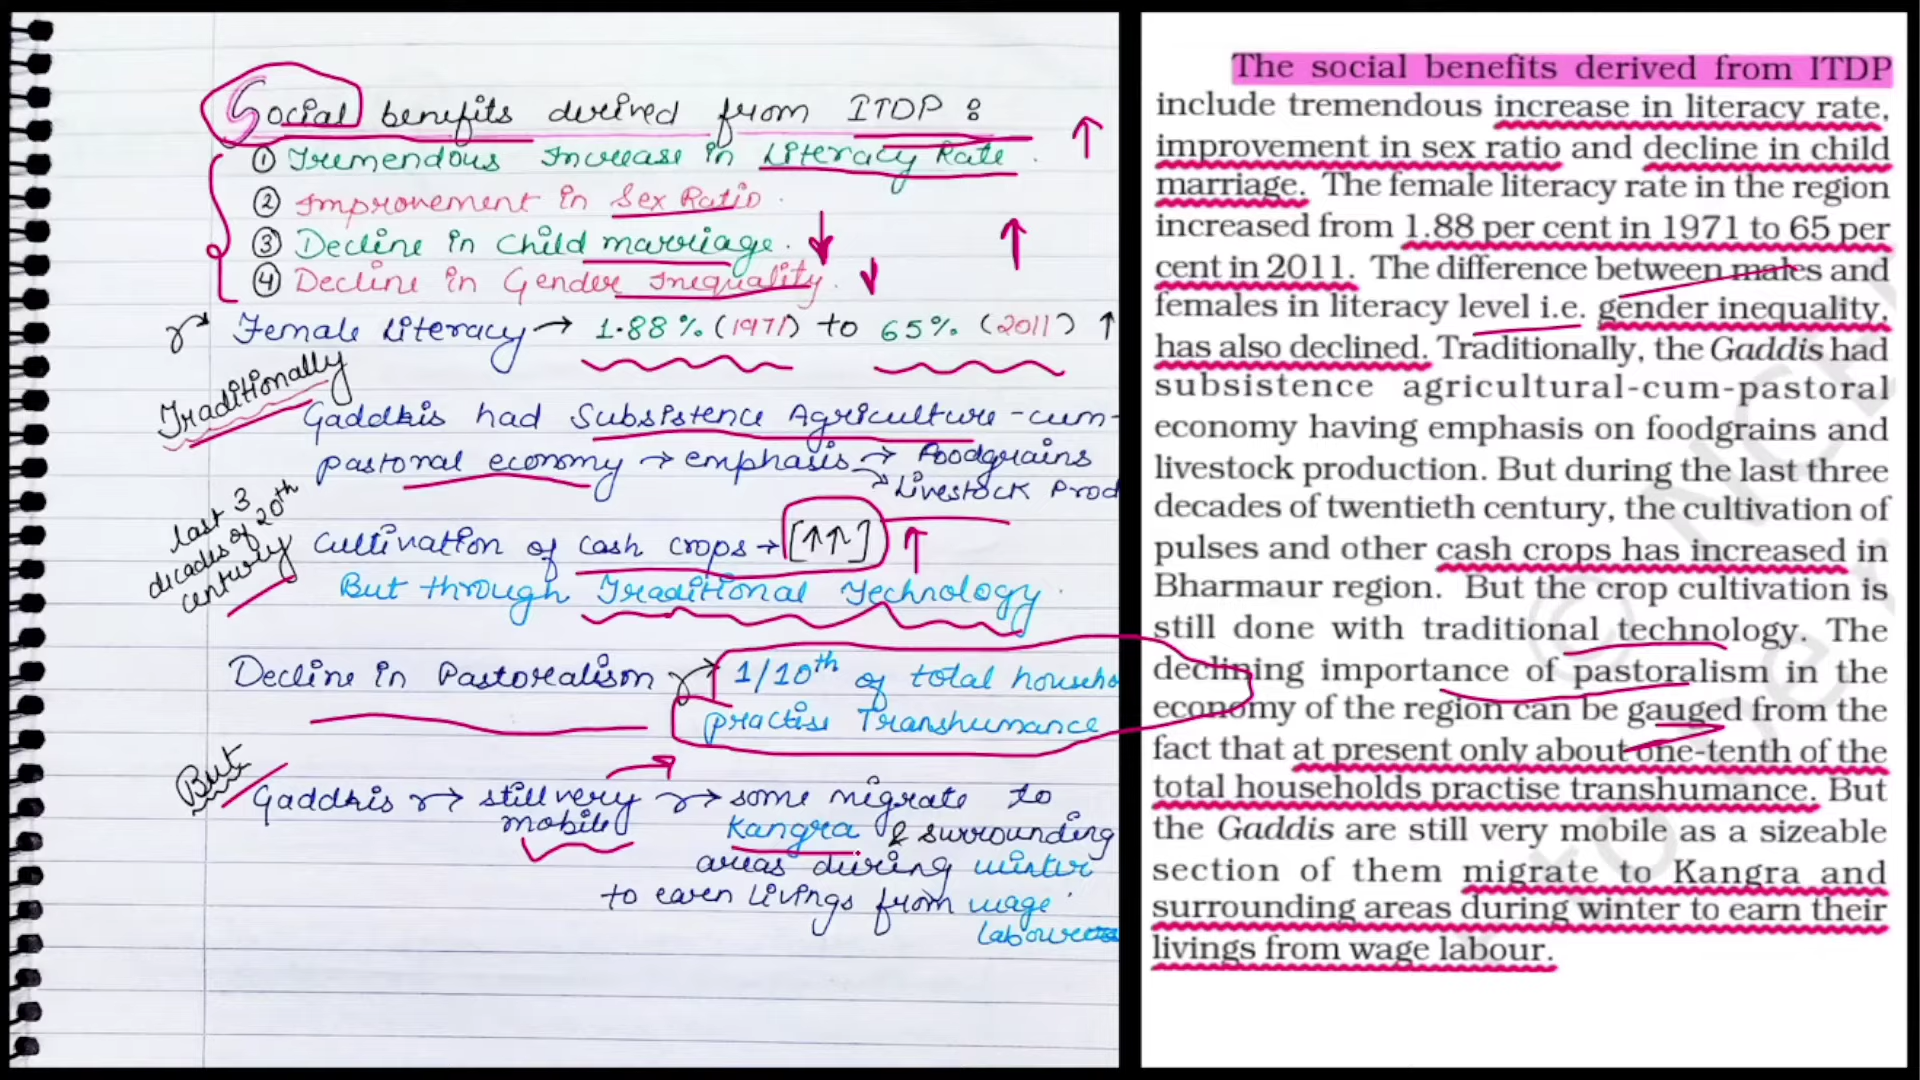 Social benefits derived from ITDP :
① Tremendous Increase in Literacy Rate.
② Improvement in Sex Ratio.
③ Decline in Child marriage.
④ Decline in Gender Inequality.
Female Literacy → 1.88% (1971) to 65% (2011) ↑
Traditionally
Gaddhis had Subsistence Agriculture-cum-
pastoral economy → emphasis → Foodgrains
→ Livestock Prod
last 3
decades of 20th
century
Cultivation of cash crops → [↑↑]
But through Traditional Technology
Decline in Pastoralism → 1/10th of total househo
practise Transhumance
But
Gaddhis → still very → some migrate to
mobile Kangra & surrounding
areas during winter
to earn livings from wage
labour
The social benefits derived from ITDP
include tremendous increase in literacy rate,
improvement in sex ratio and decline in child
marriage. The female literacy rate in the region
increased from 1.88 per cent in 1971 to 65 per
cent in 2011. The difference between males and
females in literacy level i.e. gender inequality,
has also declined. Traditionally, the Gaddis had
subsistence agricultural-cum-pastoral
economy having emphasis on foodgrains and
livestock production. But during the last three
decades of twentieth century, the cultivation of
pulses and other cash crops has increased in
Bharmaur region. But the crop cultivation is
still done with traditional technology. The
declining importance of pastoralism in the
economy of the region can be gauged from the
fact that at present only about one-tenth of the
total households practise transhumance. But
the Gaddis are still very mobile as a sizeable
section of them migrate to Kangra and
surrounding areas during winter to earn their
livings from wage labour.